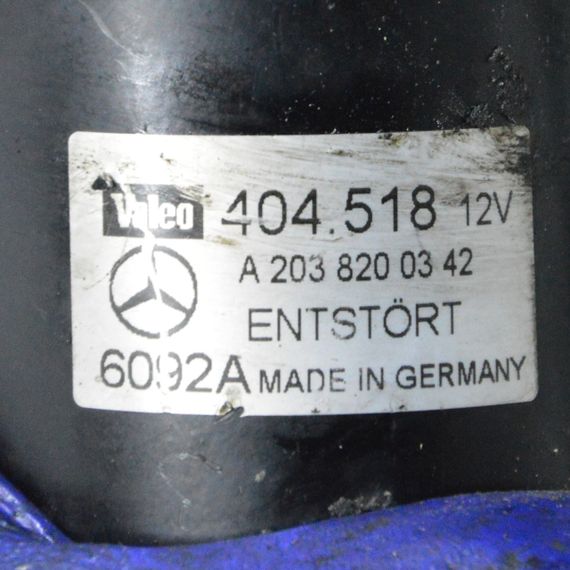 Valeo 404.518 12V
A 203 820 03 42
ENTSTÖRT
6092A MADE IN GERMANY